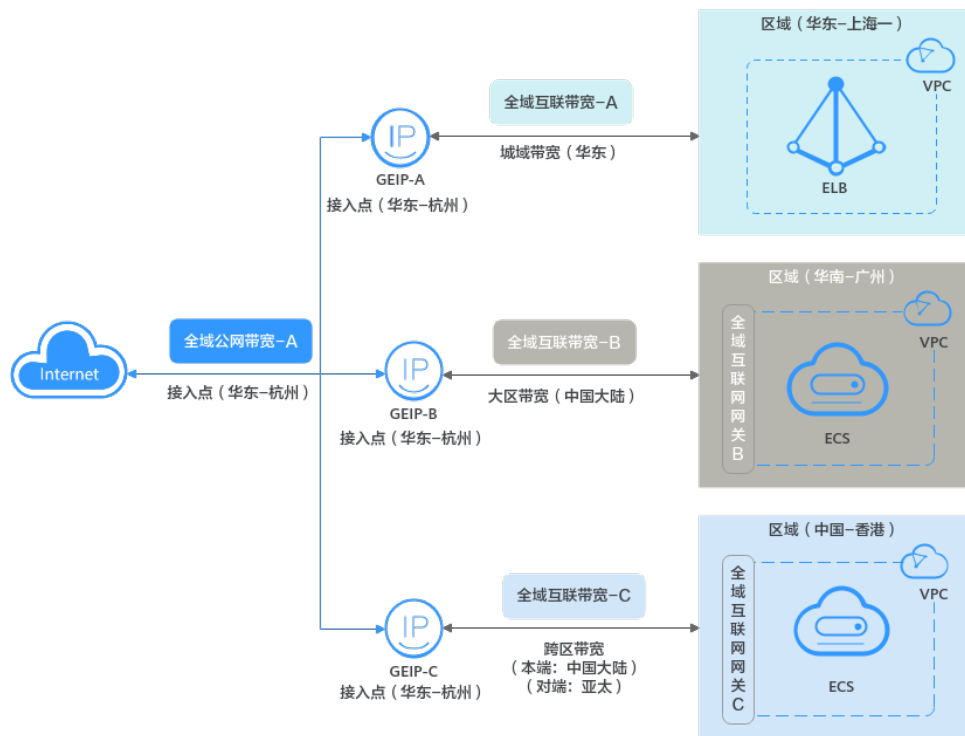 区域（华东-上海一）
VPC
ELB
全域互联带宽-A
城域带宽（华东）
IP
GEIP-A
接入点（华东-杭州）
Internet
全域公网带宽-A
接入点（华东-杭州）
IP
GEIP-B
接入点（华东-杭州）
全域互联带宽-B
大区带宽（中国大陆）
区域（华南-广州）
VPC
全域互联网网关B
ECS
IP
GEIP-C
接入点（华东-杭州）
全域互联带宽-C
跨区带宽
（本端：中国大陆）
（对端：亚太）
区域（中国-香港）
VPC
全域互联网网关C
ECS